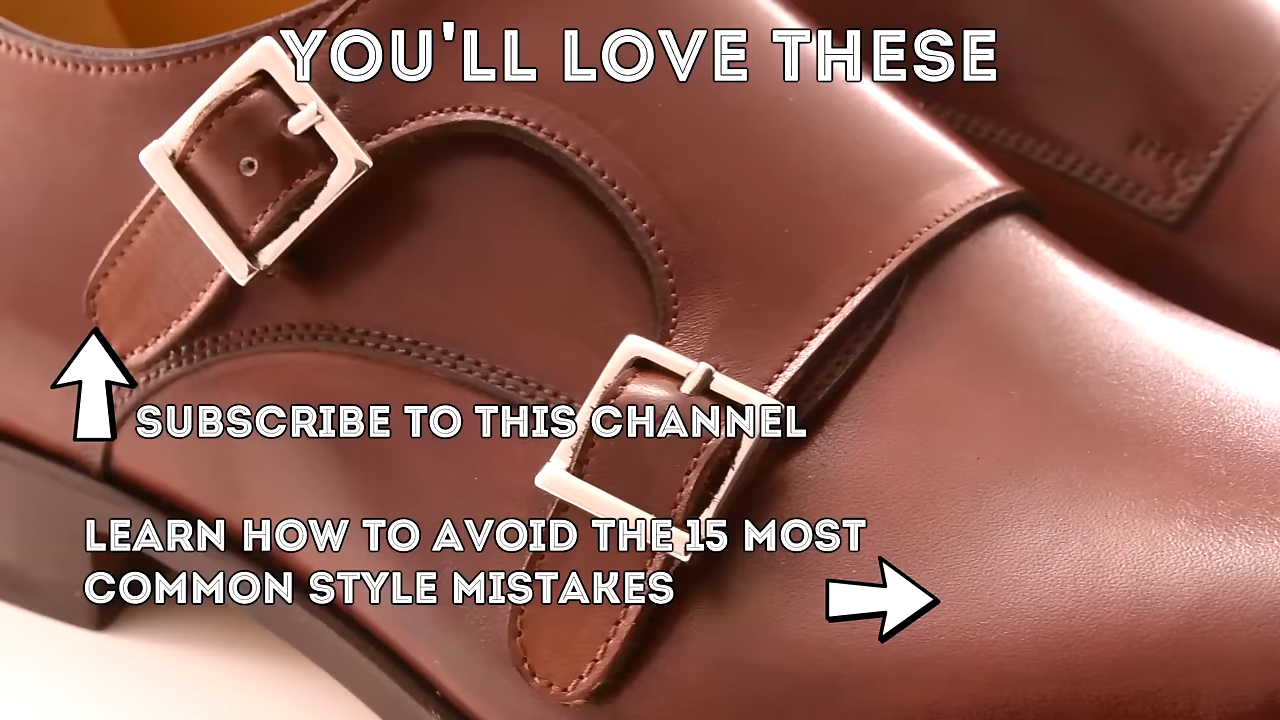 YOU'LL LOVE THESE
SUBSCRIBE TO THIS CHANNEL
LEARN HOW TO AVOID THE 15 MOST
COMMON STYLE MISTAKES